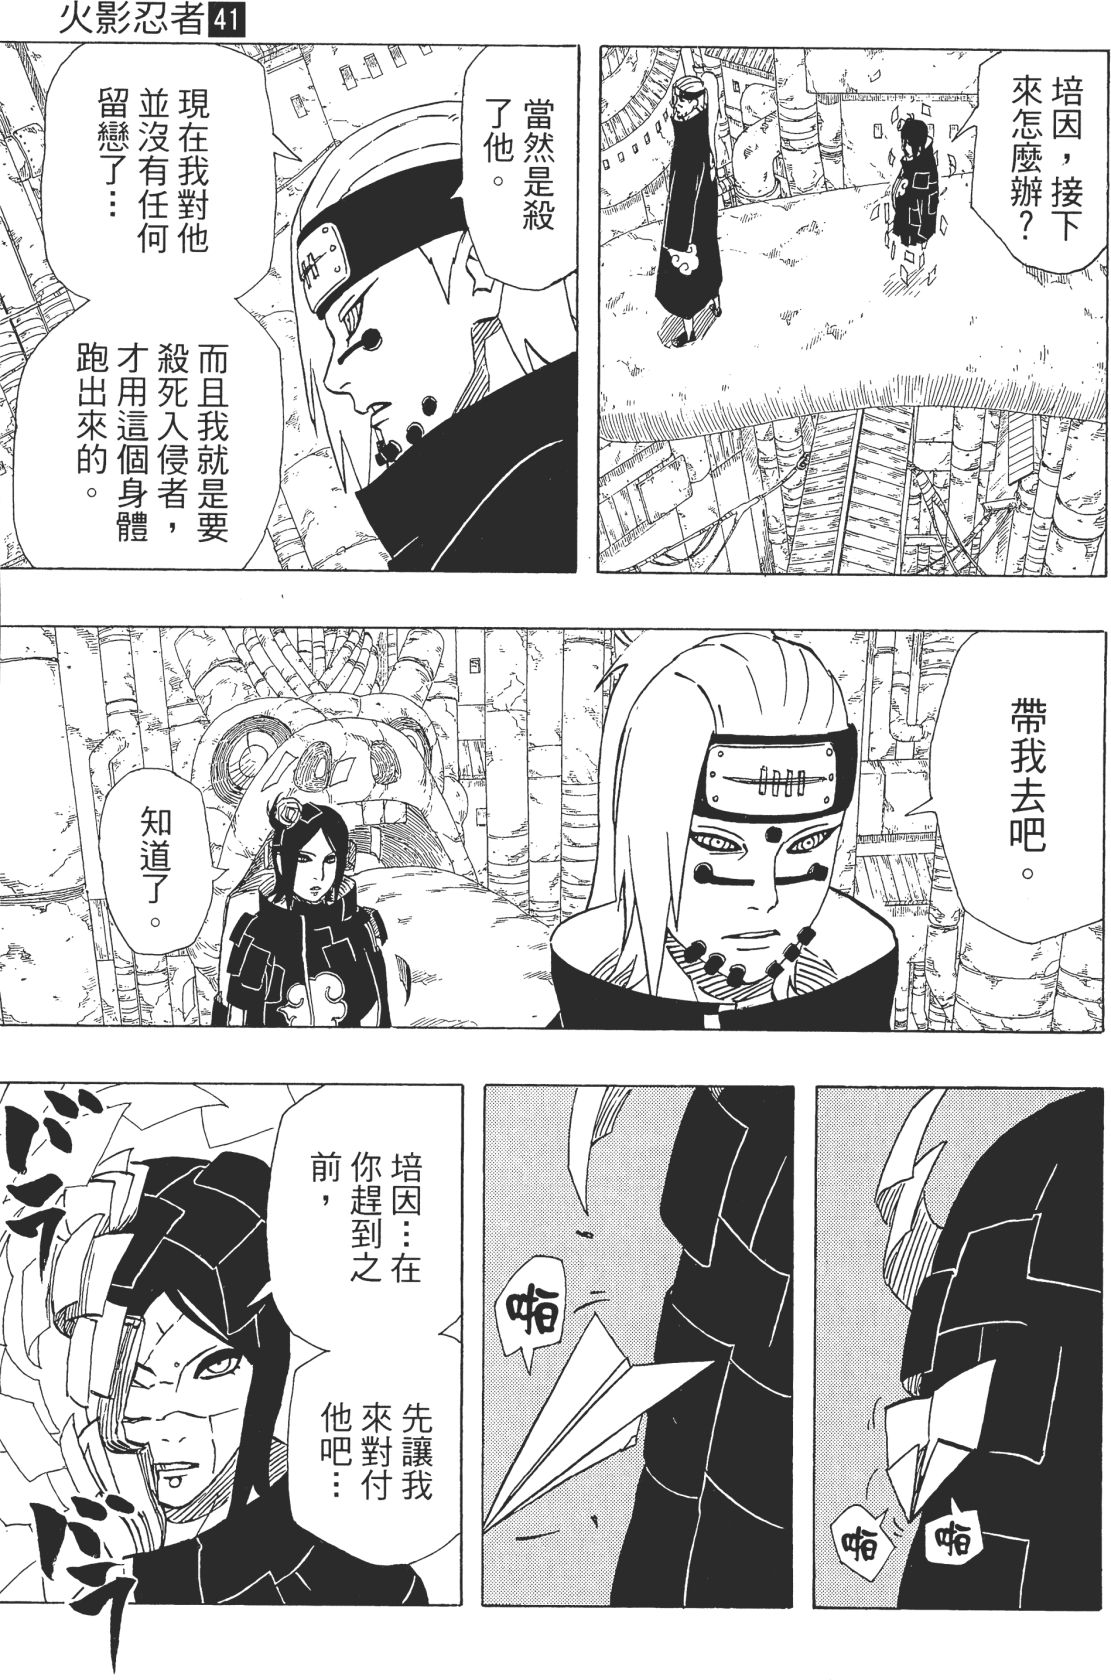 火影忍者41
培因，接下
來怎麼辦？
當然是殺
了他。
現在我對他
並沒有任何
留戀了…
而且我就是要
殺死入侵者，
才用這個身體
跑出來的。
帶我去吧。
知道了。
啪
啪
啪
培因…在
你趕到之
前，
先讓我
來對付
他吧…